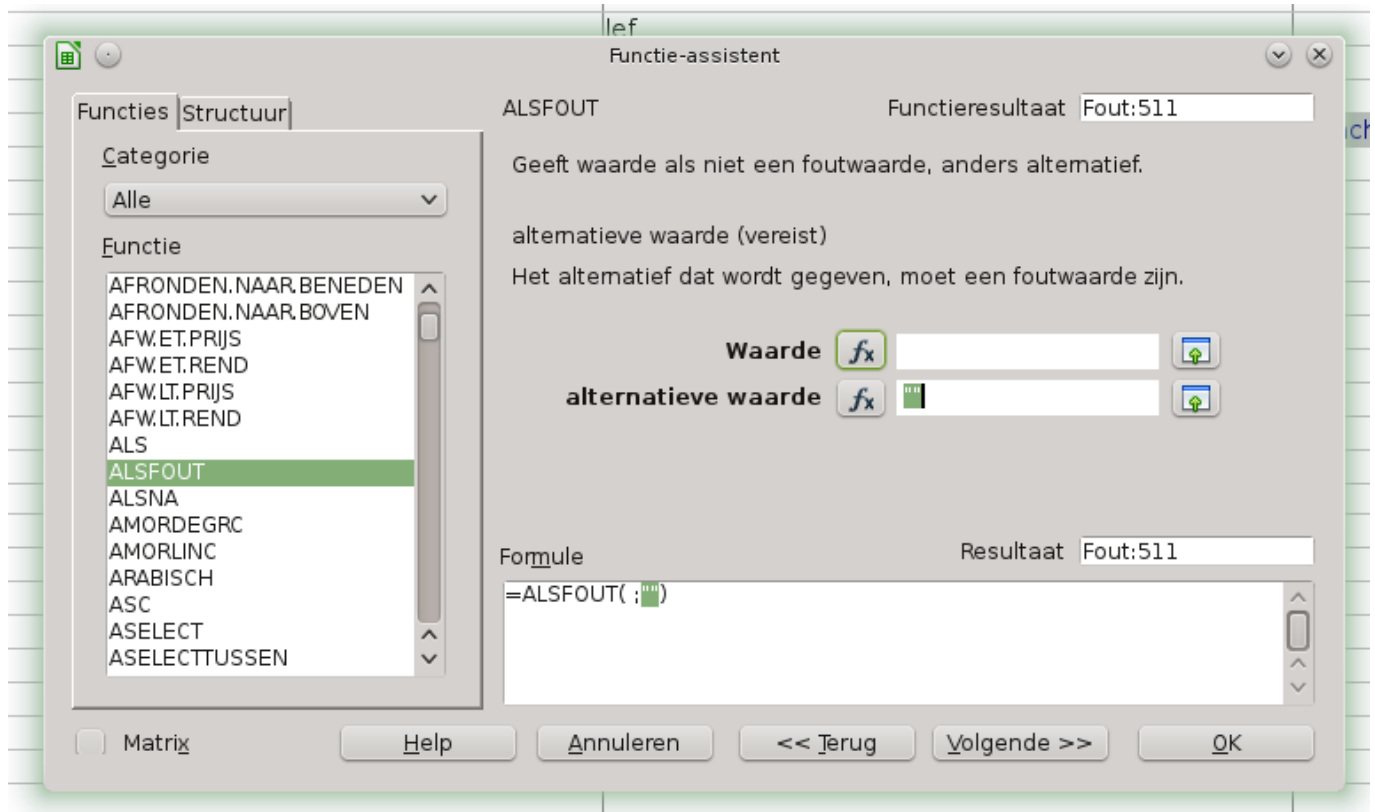 lef
Functie-assistent
Functies Structuur
Categorie
Alle
Functie
AFRONDEN.NAAR.BENEDEN
AFRONDEN.NAAR.BOVEN
AFW.ET.PRIJS
AFW.ET.REND
AFW.LT.PRIJS
AFW.LT.REND
ALS
ALSFOUT
ALSNA
AMORDEGRC
AMORLINC
ARABISCH
ASC
ASELECT
ASELECTTUSSEN
ALSFOUT
Functieresultaat Fout:511
Geeft waarde als niet een foutwaarde, anders alternatief.
alternatieve waarde (vereist)
Het alternatief dat wordt gegeven, moet een foutwaarde zijn.
Waarde fx
alternatieve waarde fx ""
Formule
Resultaat Fout:511
=ALSFOUT( ;"")
Matrix
Help
Annuleren
<< Terug
Volgende >>
OK